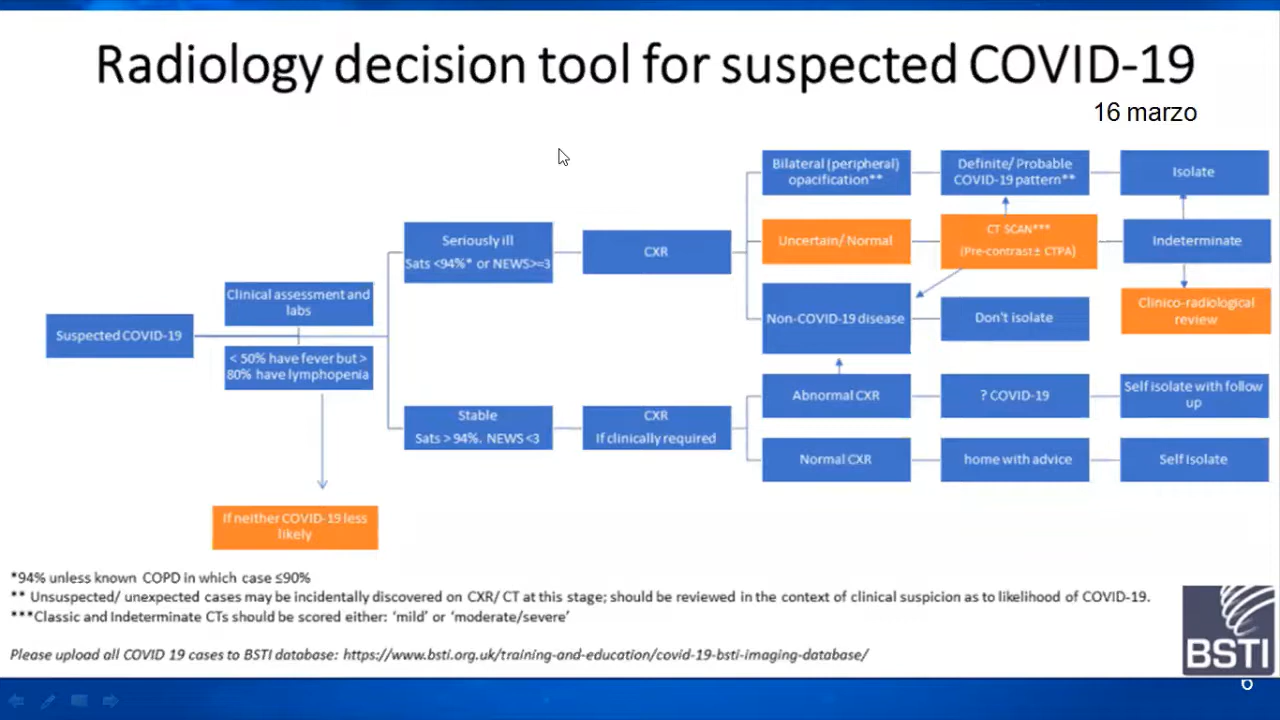 Radiology decision tool for suspected COVID-19
16 marzo
Suspected COVID-19
Clinical assessment and
labs
< 50% have fever but >
80% have lymphopenia
If neither COVID-19 less
likely
Seriously ill
Sats <94%* or NEWS>=3
CXR
Bilateral (peripheral)
opacification**
Definite/ Probable
COVID-19 pattern**
Isolate
Uncertain/ Normal
CT SCAN***
(Pre-contrast ± CTPA)
Indeterminate
Clinico-radiological
review
Non-COVID-19 disease
Don't isolate
Stable
Sats > 94%. NEWS <3
CXR
If clinically required
Abnormal CXR
? COVID-19
Self isolate with follow
up
Normal CXR
home with advice
Self isolate
*94% unless known COPD in which case ≤90%
** Unsuspected/ unexpected cases may be incidentally discovered on CXR/ CT at this stage; should be reviewed in the context of clinical suspicion as to likelihood of COVID-19.
***Classic and Indeterminate CTs should be scored either: ‘mild’ or ‘moderate/severe’
Please upload all COVID 19 cases to BSTI database: https://www.bsti.org.uk/training-and-education/covid-19-bsti-imaging-database/
BSTI
6